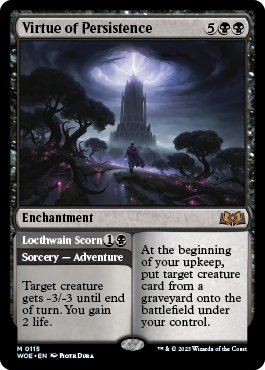 Virtue of Persistence 5
Enchantment
Locthwain Scorn 1
Sorcery — Adventure
Target creature
gets -3/-3 until end
of turn. You gain
2 life.
At the beginning
of your upkeep,
put target creature
card from a
graveyard onto the
battlefield under
your control.
M 0115
WOE • EN Piotr Dura
™ & © 2023 Wizards of the Coast